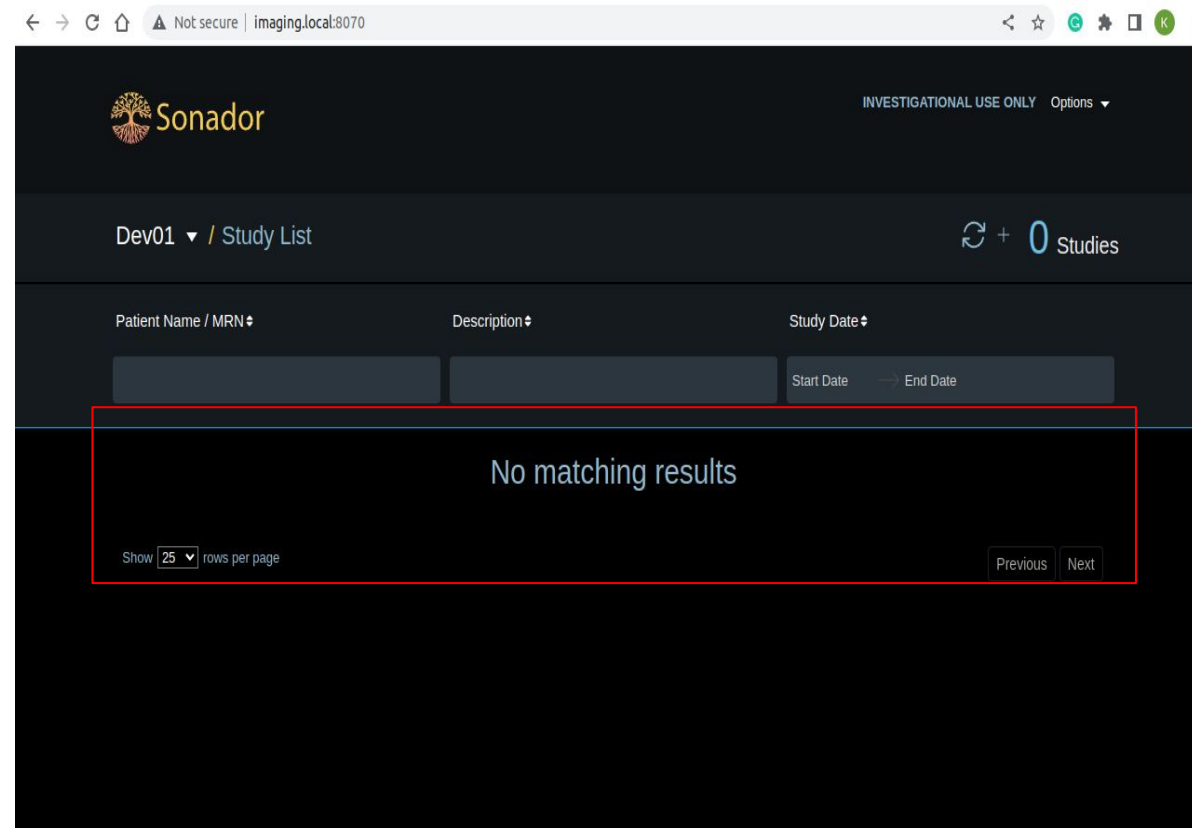 Not secure | imaging.local:8070
K
Sonador
INVESTIGATIONAL USE ONLY Options
Dev01 / Study List
+ 0 Studies
Patient Name / MRN Description Study Date
Start Date → End Date
No matching results
Show 25 rows per page
Previous Next